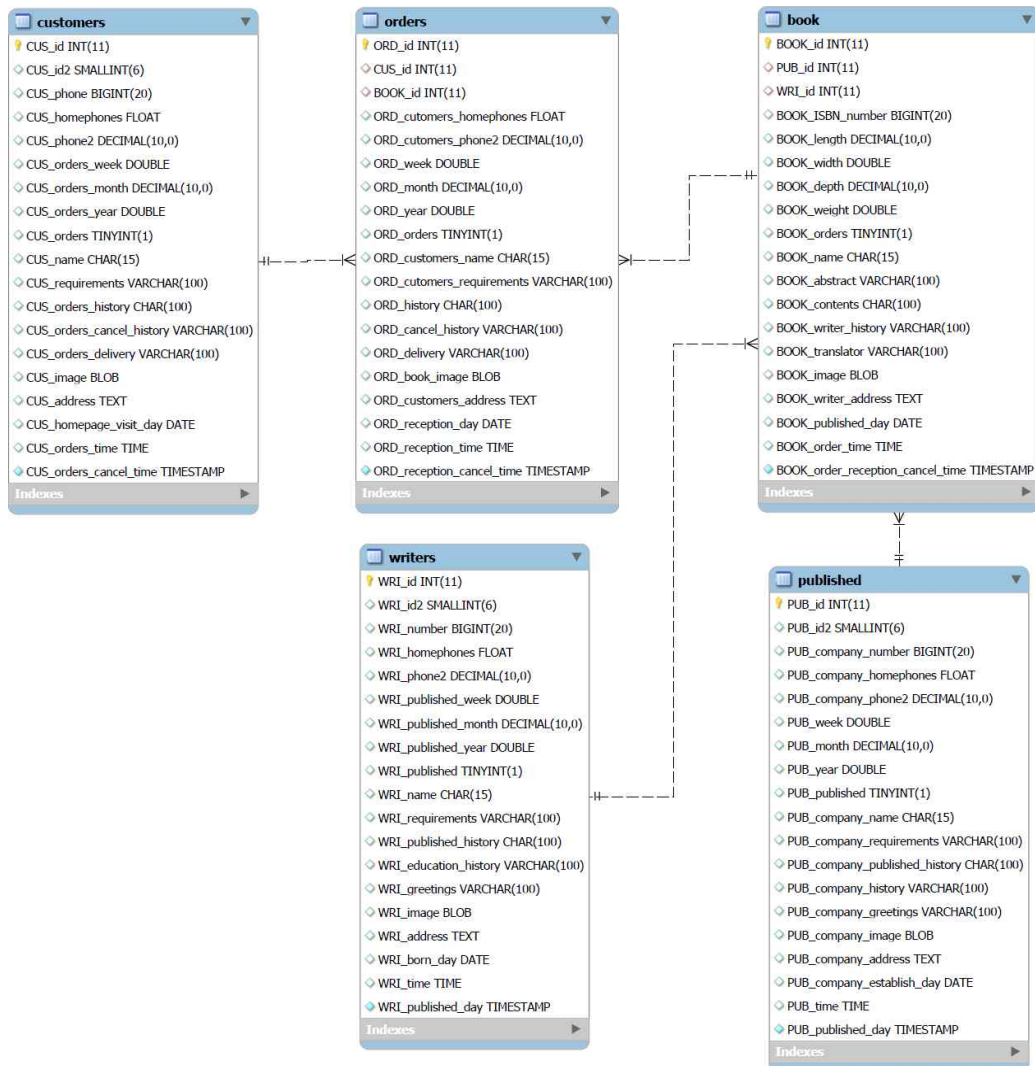 customers
CUS_id INT(11)
CUS_id2 SMALLINT(6)
CUS_phone BIGINT(20)
CUS_homephones FLOAT
CUS_phone2 DECIMAL(10,0)
CUS_orders_week DOUBLE
CUS_orders_month DECIMAL(10,0)
CUS_orders_year DOUBLE
CUS_orders TINYINT(1)
CUS_name CHAR(15)
CUS_requirements VARCHAR(100)
CUS_orders_history CHAR(100)
CUS_orders_cancel_history VARCHAR(100)
CUS_orders_delivery VARCHAR(100)
CUS_image BLOB
CUS_address TEXT
CUS_homepage_visit_day DATE
CUS_orders_time TIME
CUS_orders_cancel_time TIMESTAMP
Indexes
orders
ORD_id INT(11)
CUS_id INT(11)
BOOK_id INT(11)
ORD_cutomers_homephones FLOAT
ORD_cutomers_phone2 DECIMAL(10,0)
ORD_week DOUBLE
ORD_month DECIMAL(10,0)
ORD_year DOUBLE
ORD_orders TINYINT(1)
ORD_customers_name CHAR(15)
ORD_cutomers_requirements VARCHAR(100)
ORD_history CHAR(100)
ORD_cancel_history VARCHAR(100)
ORD_delivery VARCHAR(100)
ORD_book_image BLOB
ORD_customers_address TEXT
ORD_reception_day DATE
ORD_reception_time TIME
ORD_reception_cancel_time TIMESTAMP
Indexes
book
BOOK_id INT(11)
PUB_id INT(11)
WRI_id INT(11)
BOOK_ISBN_number BIGINT(20)
BOOK_length DECIMAL(10,0)
BOOK_width DOUBLE
BOOK_depth DECIMAL(10,0)
BOOK_weight DOUBLE
BOOK_orders TINYINT(1)
BOOK_name CHAR(15)
BOOK_abstract VARCHAR(100)
BOOK_contents CHAR(100)
BOOK_writer_history VARCHAR(100)
BOOK_translator VARCHAR(100)
BOOK_image BLOB
BOOK_writer_address TEXT
BOOK_published_day DATE
BOOK_order_time TIME
BOOK_order_reception_cancel_time TIMESTAMP
Indexes
writers
WRI_id INT(11)
WRI_id2 SMALLINT(6)
WRI_number BIGINT(20)
WRI_homephones FLOAT
WRI_phone2 DECIMAL(10,0)
WRI_published_week DOUBLE
WRI_published_month DECIMAL(10,0)
WRI_published_year DOUBLE
WRI_published TINYINT(1)
WRI_name CHAR(15)
WRI_requirements VARCHAR(100)
WRI_published_history CHAR(100)
WRI_education_history VARCHAR(100)
WRI_greetings VARCHAR(100)
WRI_image BLOB
WRI_address TEXT
WRI_born_day DATE
WRI_time TIME
WRI_published_day TIMESTAMP
Indexes
published
PUB_id INT(11)
PUB_id2 SMALLINT(6)
PUB_company_number BIGINT(20)
PUB_company_homephones FLOAT
PUB_company_phone2 DECIMAL(10,0)
PUB_week DOUBLE
PUB_month DECIMAL(10,0)
PUB_year DOUBLE
PUB_published TINYINT(1)
PUB_company_name CHAR(15)
PUB_company_requirements VARCHAR(100)
PUB_company_published_history CHAR(100)
PUB_company_history VARCHAR(100)
PUB_company_greetings VARCHAR(100)
PUB_company_image BLOB
PUB_company_address TEXT
PUB_company_establish_day DATE
PUB_time TIME
PUB_published_day TIMESTAMP
Indexes